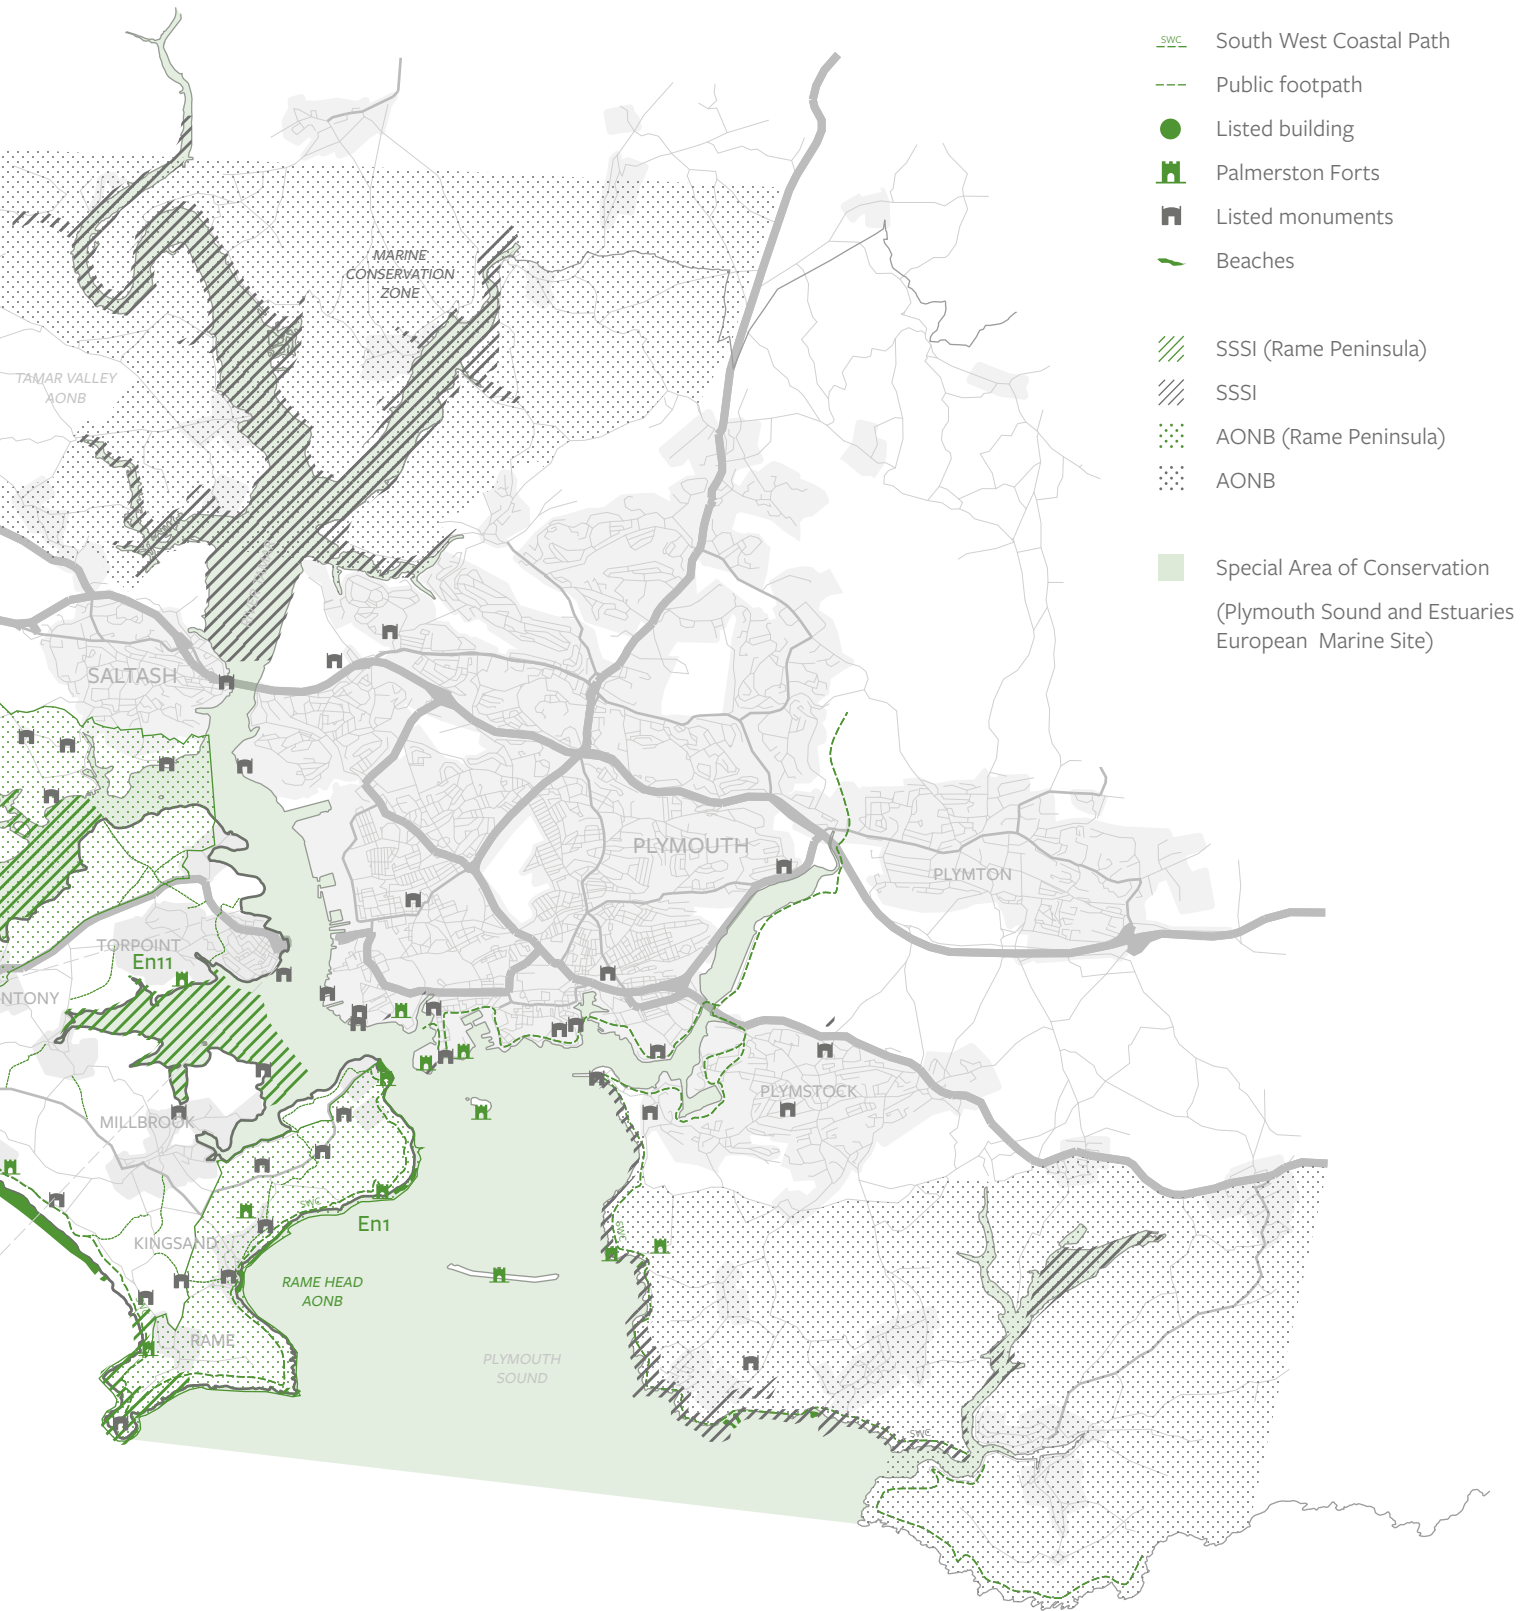 SWC
South West Coastal Path
Public footpath
Listed building
Palmerston Forts
Listed monuments
Beaches
SSSI (Rame Peninsula)
SSSI
AONB (Rame Peninsula)
AONB
Special Area of Conservation
(Plymouth Sound and Estuaries
European Marine Site)
MARINE
CONSERVATION
ZONE
TAMAR VALLEY
AONB
SALTASH
PLYMOUTH
PLYMTON
TORPOINT
En11
NTONY
PLYMSTOCK
MILLBROOK
SWC
En1
SWC
KINGSAND
RAME HEAD
AONB
RAME
PLYMOUTH
SOUND
SWC